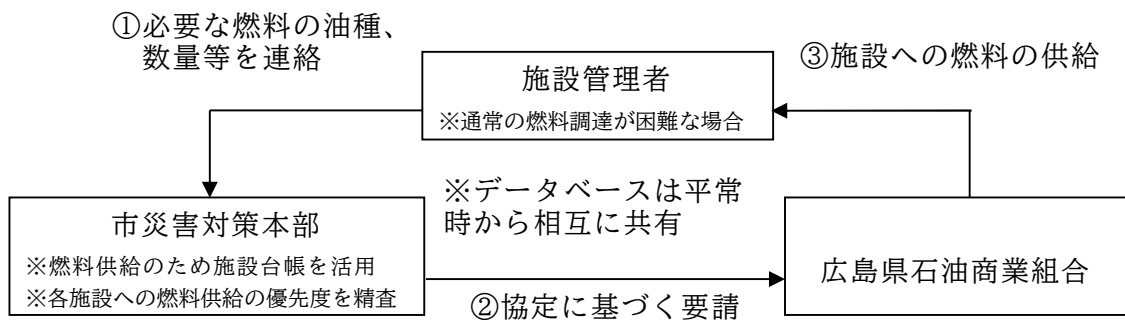 ①必要な燃料の油種、
数量等を連絡
施設管理者
※通常の燃料調達が困難な場合
③施設への燃料の供給
※データベースは平常
時から相互に共有
市災害対策本部
※燃料供給のため施設台帳を活用
※各施設への燃料供給の優先度を精査
②協定に基づく要請
広島県石油商業組合